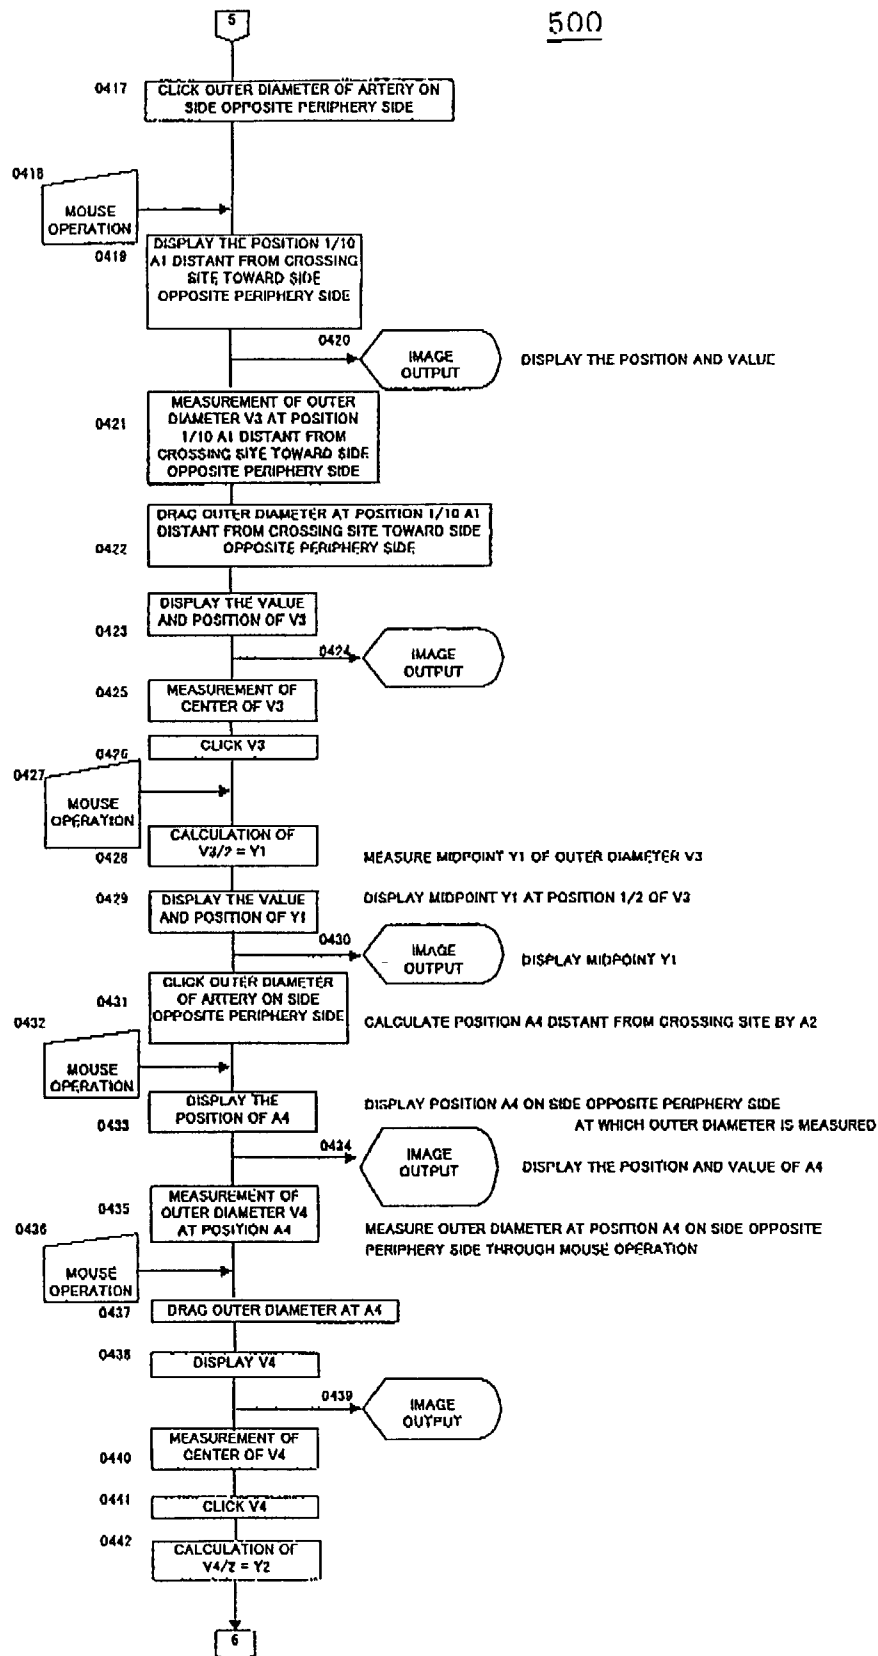 5
500
0417
CLICK OUTER DIAMETER OF ARTERY ON
SIDE OPPOSITE PERIPHERY SIDE
0418
MOUSE
OPERATION
0419
DISPLAY THE POSITION 1/10
A1 DISTANT FROM CROSSING
SITE TOWARD SIDE
OPPOSITE PERIPHERY SIDE
0420
IMAGE
OUTPUT
DISPLAY THE POSITION AND VALUE
0421
MEASUREMENT OF OUTER
DIAMETER V3 AT POSITION
1/10 A1 DISTANT FROM
CROSSING SITE TOWARD SIDE
OPPOSITE PERIPHERY SIDE
0422
DRAG OUTER DIAMETER AT POSITION 1/10 A1
DISTANT FROM CROSSING SITE TOWARD SIDE
OPPOSITE PERIPHERY SIDE
0423
DISPLAY THE VALUE
AND POSITION OF V3
0424
IMAGE
OUTPUT
0425
MEASUREMENT OF
CENTER OF V3
0426
CLICK V3
0427
MOUSE
OPERATION
0428
CALCULATION OF
V3/2 = Y1
MEASURE MIDPOINT Y1 OF OUTER DIAMETER V3
0429
DISPLAY THE VALUE
AND POSITION OF Y1
DISPLAY MIDPOINT Y1 AT POSITION 1/2 OF V3
0430
IMAGE
OUTPUT
DISPLAY MIDPOINT Y1
0431
CLICK OUTER DIAMETER
OF ARTERY ON SIDE
OPPOSITE PERIPHERY SIDE
CALCULATE POSITION A4 DISTANT FROM CROSSING SITE BY A2
0432
MOUSE
OPERATION
0433
DISPLAY THE
POSITION OF A4
DISPLAY POSITION A4 ON SIDE OPPOSITE PERIPHERY SIDE
AT WHICH OUTER DIAMETER IS MEASURED
0434
IMAGE
OUTPUT
DISPLAY THE POSITION AND VALUE OF A4
0435
MEASUREMENT OF
OUTER DIAMETER V4
AT POSITION A4
MEASURE OUTER DIAMETER AT POSITION A4 ON SIDE OPPOSITE
PERIPHERY SIDE THROUGH MOUSE OPERATION
0436
MOUSE
OPERATION
0437
DRAG OUTER DIAMETER AT A4
0438
DISPLAY V4
0439
IMAGE
OUTPUT
0440
MEASUREMENT OF
CENTER OF V4
0441
CLICK V4
0442
CALCULATION OF
V4/2 = Y2
6